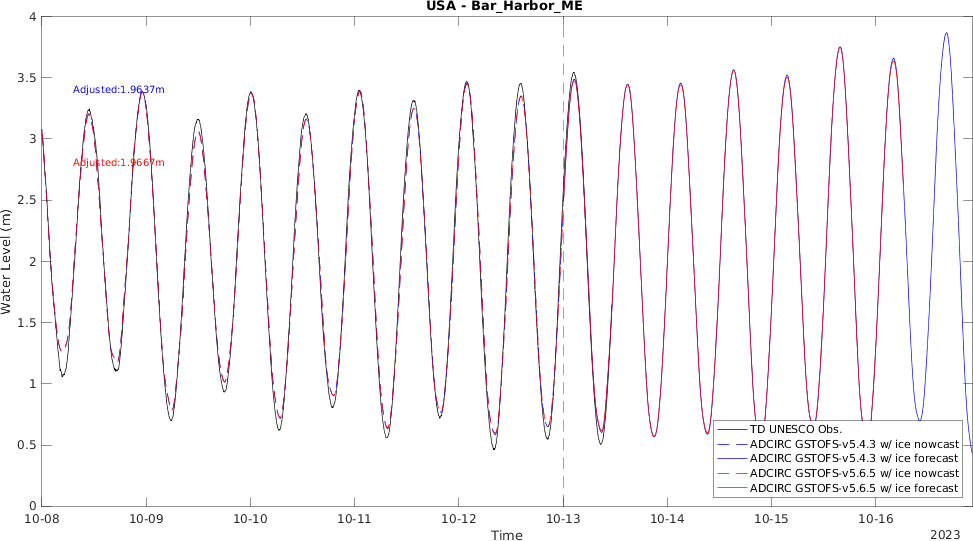 USA - Bar_Harbor_ME
4
3.5
3
2.5
2
1.5
1
0.5
0
Water Level (m)
Adjusted:1.9637m
Adjusted:1.9667m
TD UNESCO Obs.
ADCIRC GSTOFS-v5.4.3 w/ ice nowcast
ADCIRC GSTOFS-v5.4.3 w/ ice forecast
ADCIRC GSTOFS-v5.6.5 w/ ice nowcast
ADCIRC GSTOFS-v5.6.5 w/ ice forecast
10-08 10-09 10-10 10-11 10-12 10-13 10-14 10-15 10-16
Time
2023